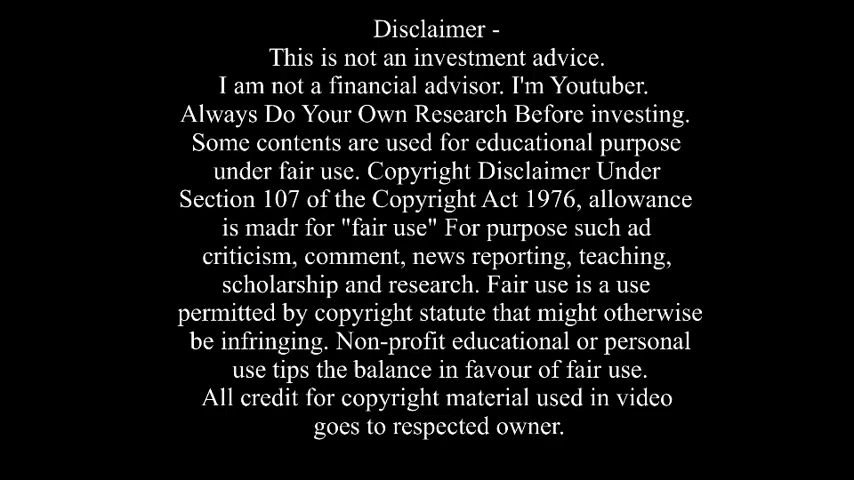 Disclaimer -
This is not an investment advice.
I am not a financial advisor. I'm Youtuber.
Always Do Your Own Research Before investing.
Some contents are used for educational purpose
under fair use. Copyright Disclaimer Under
Section 107 of the Copyright Act 1976, allowance
is madr for "fair use" For purpose such ad
criticism, comment, news reporting, teaching,
scholarship and research. Fair use is a use
permitted by copyright statute that might otherwise
be infringing. Non-profit educational or personal
use tips the balance in favour of fair use.
All credit for copyright material used in video
goes to respected owner.